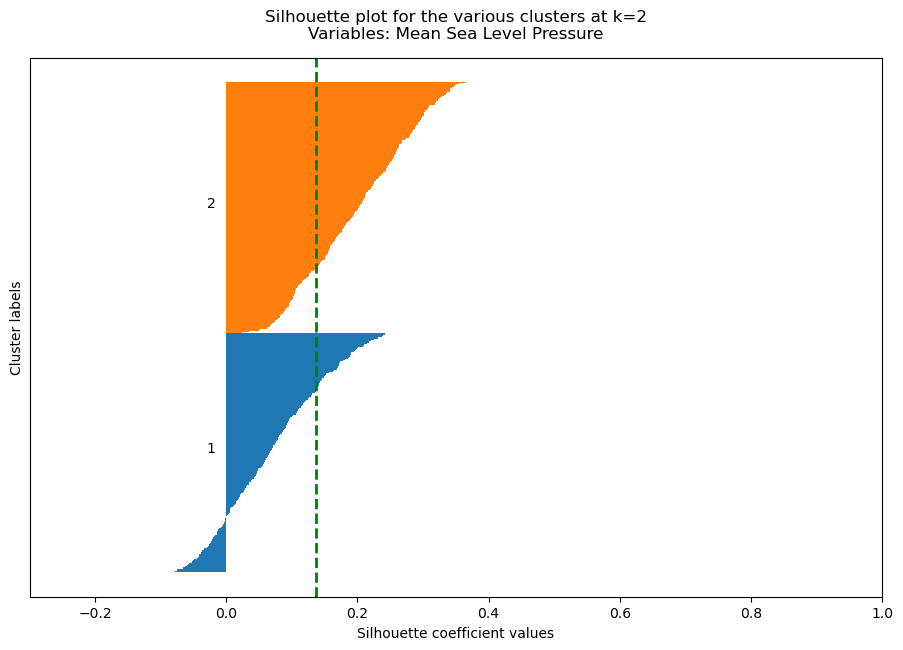 Silhouette plot for the various clusters at k=2
Variables: Mean Sea Level Pressure
Cluster labels
2
1
−0.2
0.0
0.2
0.4
0.6
0.8
1.0
Silhouette coefficient values